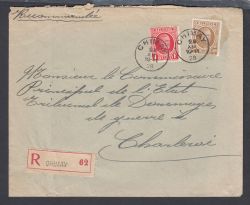 Recommandée
CHIMAY
CHIMAY
Monsieur le Commissaire
Principal de l'Etat
Tribunal de Dommages
de guerre à
Charleroi
R CHIMAY 62